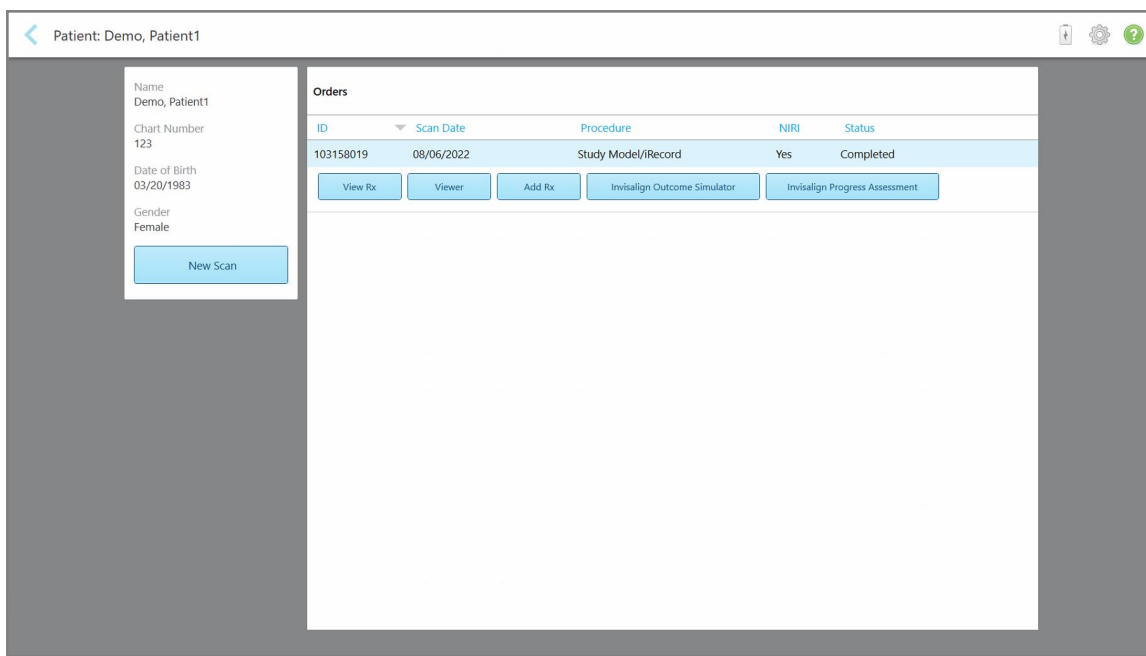 Patient: Demo, Patient1
?
Name
Demo, Patient1
Chart Number
123
Date of Birth
03/20/1983
Gender
Female
New Scan
Orders
ID Scan Date Procedure NIRI Status
103158019 08/06/2022 Study Model/iRecord Yes Completed
View Rx Viewer Add Rx Invisalign Outcome Simulator Invisalign Progress Assessment